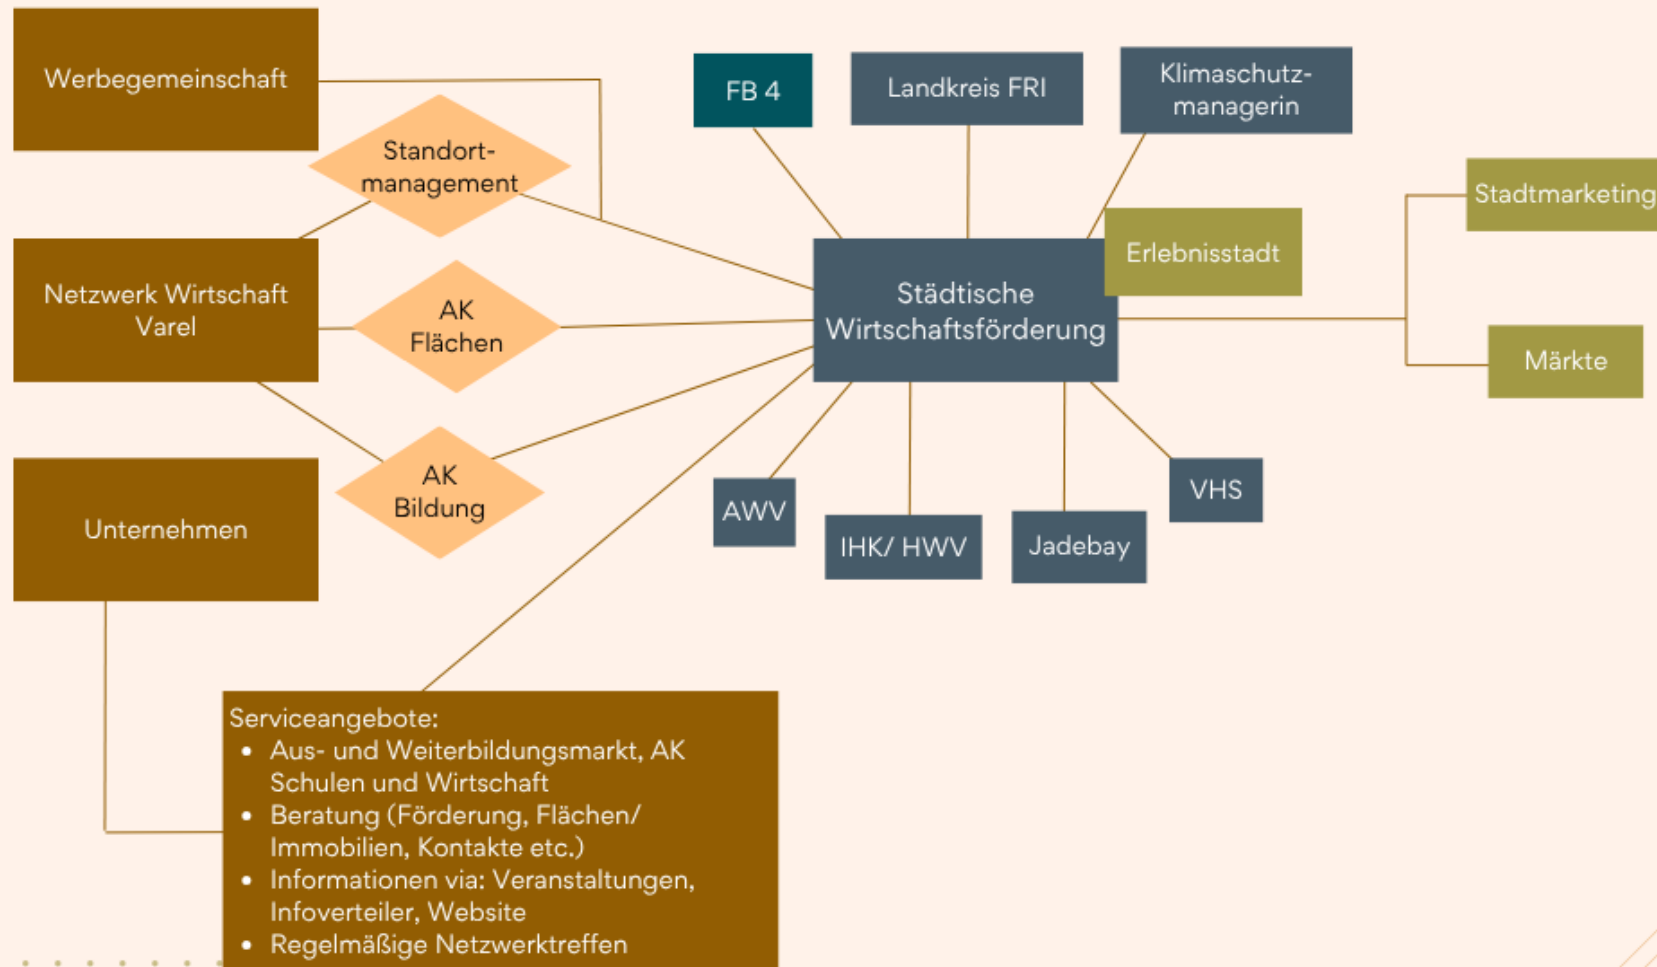 Werbegemeinschaft
Standort-
management
Netzwerk Wirtschaft
Varel
AK
Flächen
AK
Bildung
Unternehmen
FB 4
Landkreis FRI
Klimaschutz-
managerin
Erlebnisstadt
Städtische
Wirtschaftsförderung
Stadtmarketing
Märkte
AWV
IHK/ HWV
Jadebay
VHS
Serviceangebote:
• Aus- und Weiterbildungsmarkt, AK
Schulen und Wirtschaft
• Beratung (Förderung, Flächen/
Immobilien, Kontakte etc.)
• Informationen via: Veranstaltungen,
Infoverteiler, Website
• Regelmäßige Netzwerktreffen